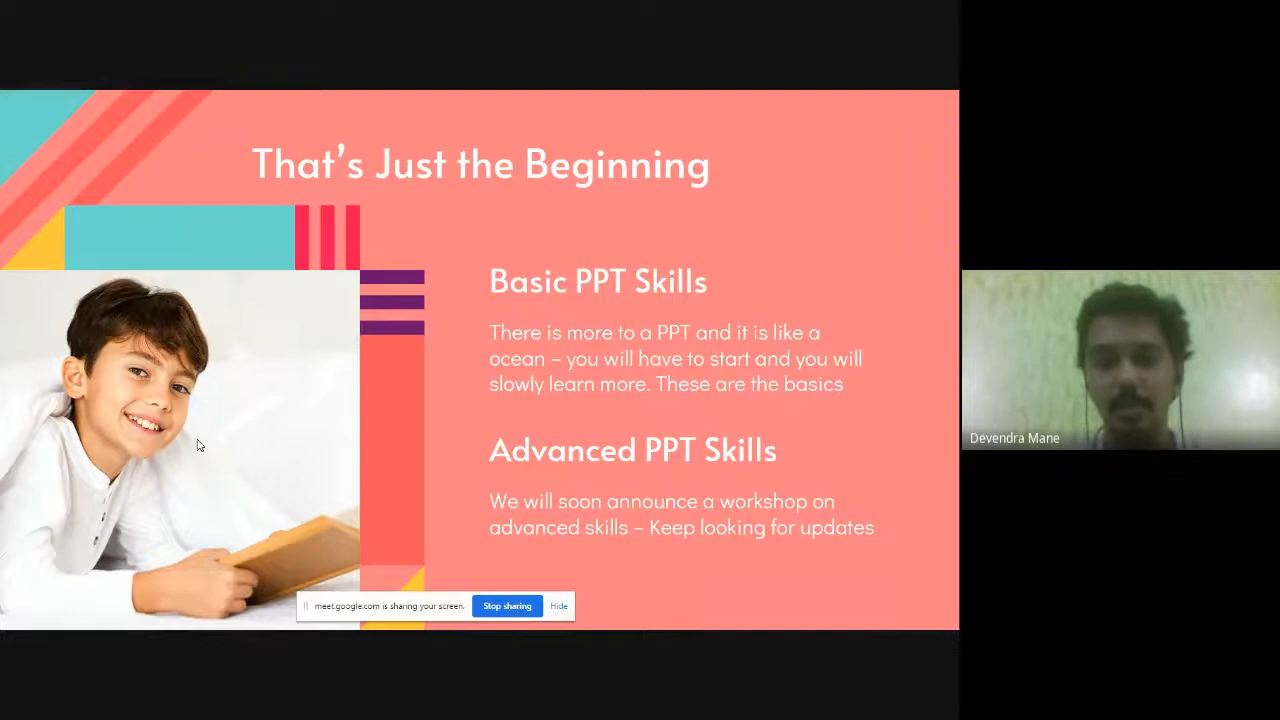 That's Just the Beginning
Basic PPT Skills
There is more to a PPT and it is like a
ocean – you will have to start and you will
slowly learn more. These are the basics
Advanced PPT Skills
We will soon announce a workshop on
advanced skills – Keep looking for updates
meet.google.com is sharing your screen. Stop sharing Hide
Devendra Mane